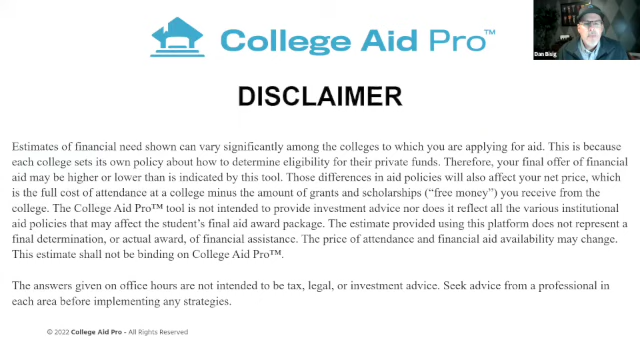 College Aid Pro™
Dan Bisig
DISCLAIMER
Estimates of financial need shown can vary significantly among the colleges to which you are applying for aid. This is because
each college sets its own policy about how to determine eligibility for their private funds. Therefore, your final offer of financial
aid may be higher or lower than is indicated by this tool. Those differences in aid policies will also affect your net price, which
is the full cost of attendance at a college minus the amount of grants and scholarships (“free money”) you receive from the
college. The College Aid Pro™ tool is not intended to provide investment advice nor does it reflect all the various institutional
aid policies that may affect the student’s final aid award package. The estimate provided using this platform does not represent a
final determination, or actual award, of financial assistance. The price of attendance and financial aid availability may change.
This estimate shall not be binding on College Aid Pro™.
The answers given on office hours are not intended to be tax, legal, or investment advice. Seek advice from a professional in
each area before implementing any strategies.
© 2022 College Aid Pro - All Rights Reserved